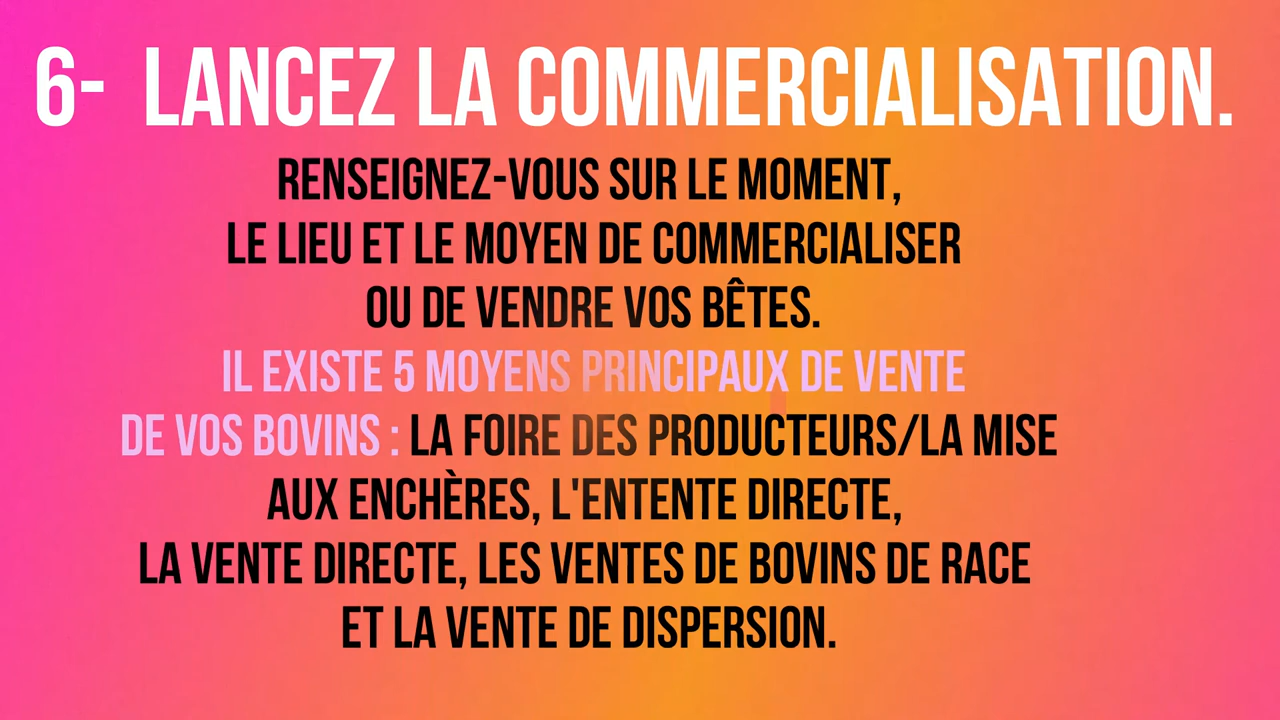 6- LANCEZ LA COMMERCIALISATION.
RENSEIGNEZ-VOUS SUR LE MOMENT,
LE LIEU ET LE MOYEN DE COMMERCIALISER
OU DE VENDRE VOS BÊTES.
IL EXISTE 5 MOYENS PRINCIPAUX DE VENTE
DE VOS BOVINS : LA FOIRE DES PRODUCTEURS/LA MISE
AUX ENCHÈRES, L'ENTENTE DIRECTE,
LA VENTE DIRECTE, LES VENTES DE BOVINS DE RACE
ET LA VENTE DE DISPERSION.